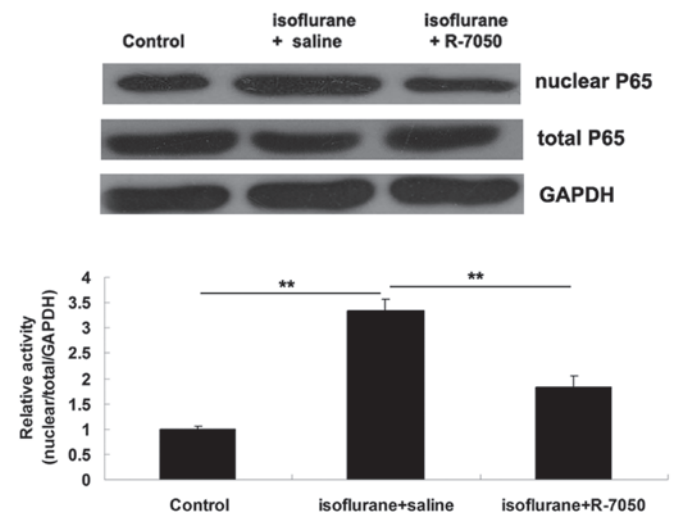 isoflurane
+ saline
isoflurane
+ R-7050
Control
nuclear P65
total P65
GAPDH
Relative activity
(nuclear/total/GAPDH)
4
3.5
3
2.5
2
1.5
1
0.5
0
**
**
Control
isoflurane+saline
isoflurane+R-7050